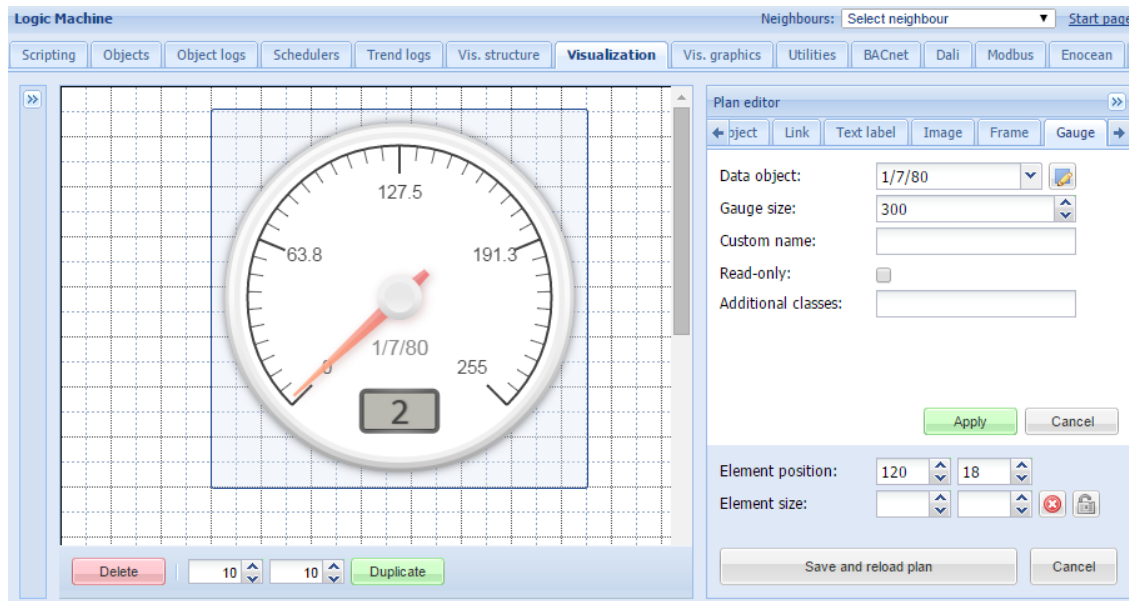 Logic Machine Neighbours: Select neighbour Start page
Scripting Objects Object logs Schedulers Trend logs Vis. structure Visualization Vis. graphics Utilities BACnet Dali Modbus Enocean
Plan editor
bject Link Text label Image Frame Gauge
Data object: 1/7/80
Gauge size: 300
Custom name:
Read-only:
Additional classes:
127.5
63.8 191.3
1/7/80
0 255
2
Apply Cancel
Element position: 120 18
Element size:
Save and reload plan Cancel
Delete 10 10 Duplicate